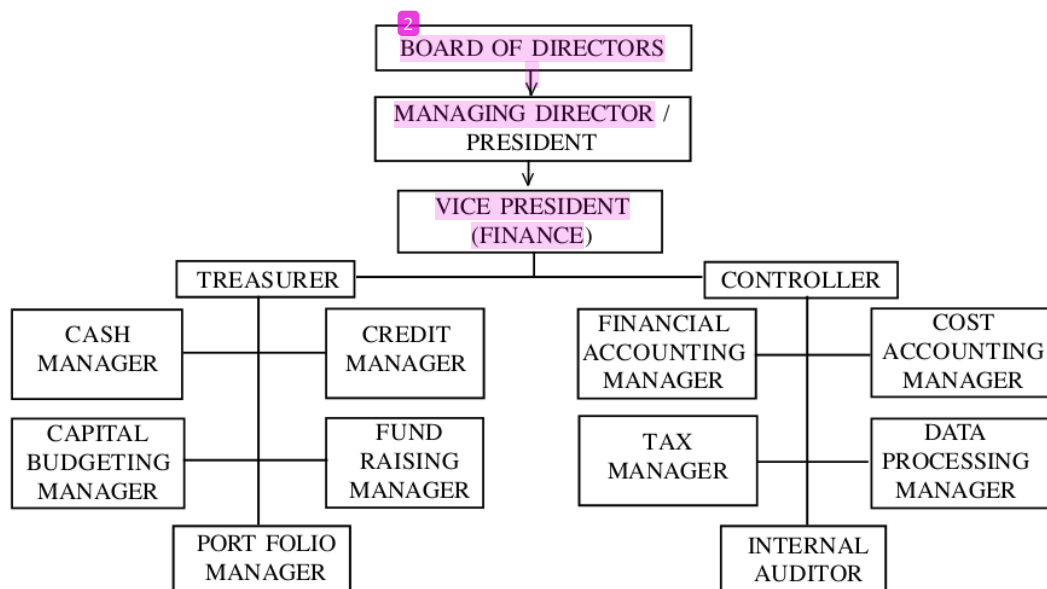 2
BOARD OF DIRECTORS
MANAGING DIRECTOR /
PRESIDENT
VICE PRESIDENT
(FINANCE)
TREASURER
CONTROLLER
CASH
MANAGER
CREDIT
MANAGER
FINANCIAL
ACCOUNTING
MANAGER
COST
ACCOUNTING
MANAGER
CAPITAL
BUDGETING
MANAGER
FUND
RAISING
MANAGER
TAX
MANAGER
DATA
PROCESSING
MANAGER
PORT FOLIO
MANAGER
INTERNAL
AUDITOR